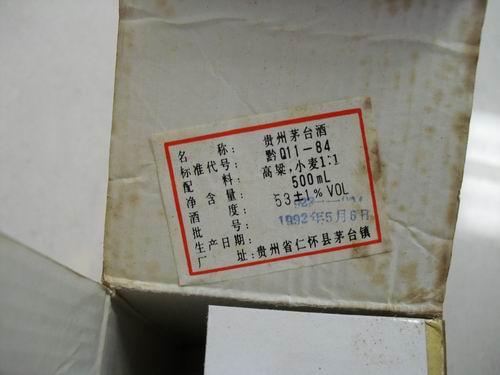 名 称: 贵州茅台酒
标准代号: 黔Q11-84
配 料: 高粱,小麦1:1
净 含 量: 500mL
酒 度: 53±1%VOL
批 号:
生产日期: 1992年5月6日
厂 址: 贵州省仁怀县茅台镇